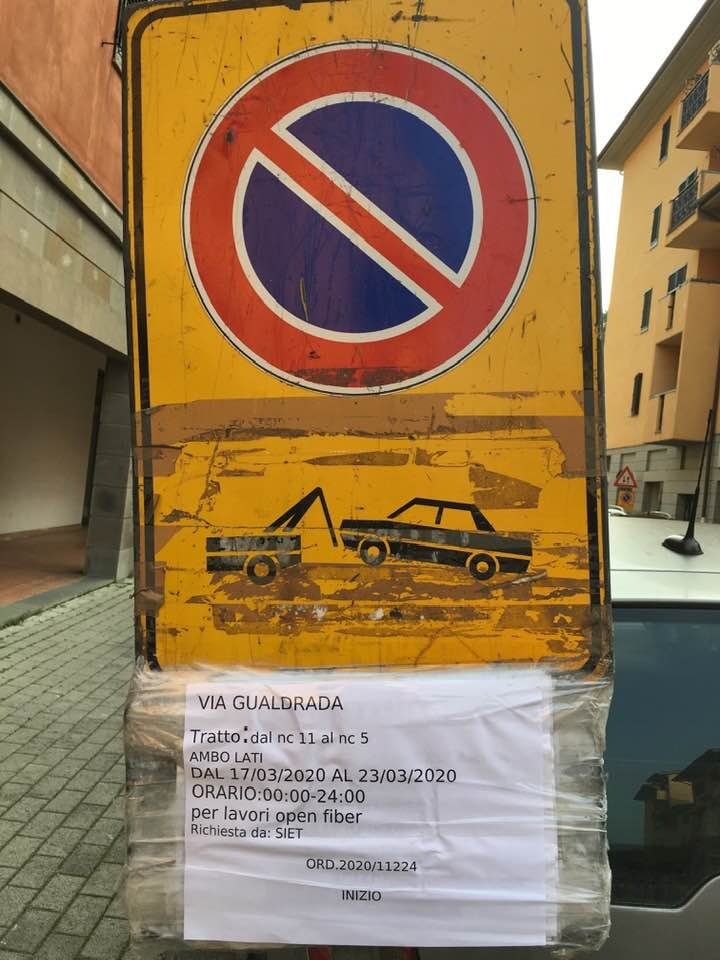 VIA GUALDRADA
Tratto:dal nc 11 al nc 5
AMBO LATI
DAL 17/03/2020 AL 23/03/2020
ORARIO:00:00-24:00
per lavori open fiber
Richiesta da: SIET
ORD.2020/11224
INIZIO